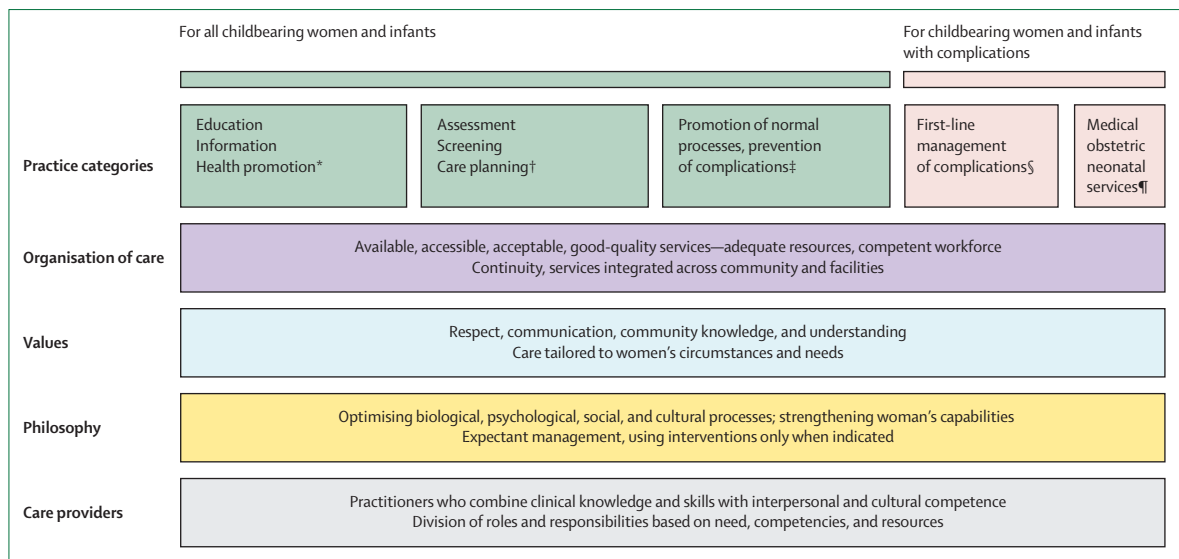 For all childbearing women and infants
For childbearing women and infants
with complications
Practice categories
Education
Information
Health promotion*
Assessment
Screening
Care planning†
Promotion of normal
processes, prevention
of complications‡
First-line
management
of complications§
Medical
obstetric
neonatal
services¶
Organisation of care
Available, accessible, acceptable, good-quality services—adequate resources, competent workforce
Continuity, services integrated across community and facilities
Values
Respect, communication, community knowledge, and understanding
Care tailored to women's circumstances and needs
Philosophy
Optimising biological, psychological, social, and cultural processes; strengthening woman's capabilities
Expectant management, using interventions only when indicated
Care providers
Practitioners who combine clinical knowledge and skills with interpersonal and cultural competence
Division of roles and responsibilities based on need, competencies, and resources